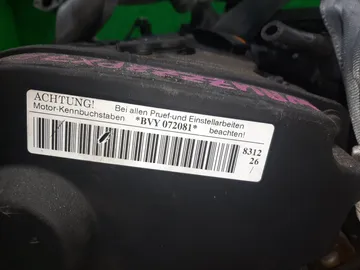 ACHTUNG! Bei allen Pruef-und Einstellarbeiten
Motor-Kennbuchstaben *BVY 072081* beachten!
8312
26/